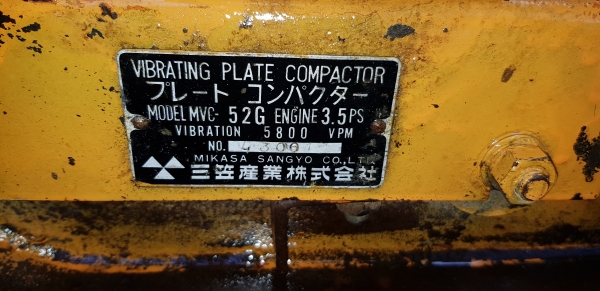 VIBRATING PLATE COMPACTOR
プレート コンパクター
MODEL MVC- 52G ENGINE 3.5PS
VIBRATION 5800 VPM
NO.
MIKASA SANGYO CO., LTD.
三笠産業株式会社